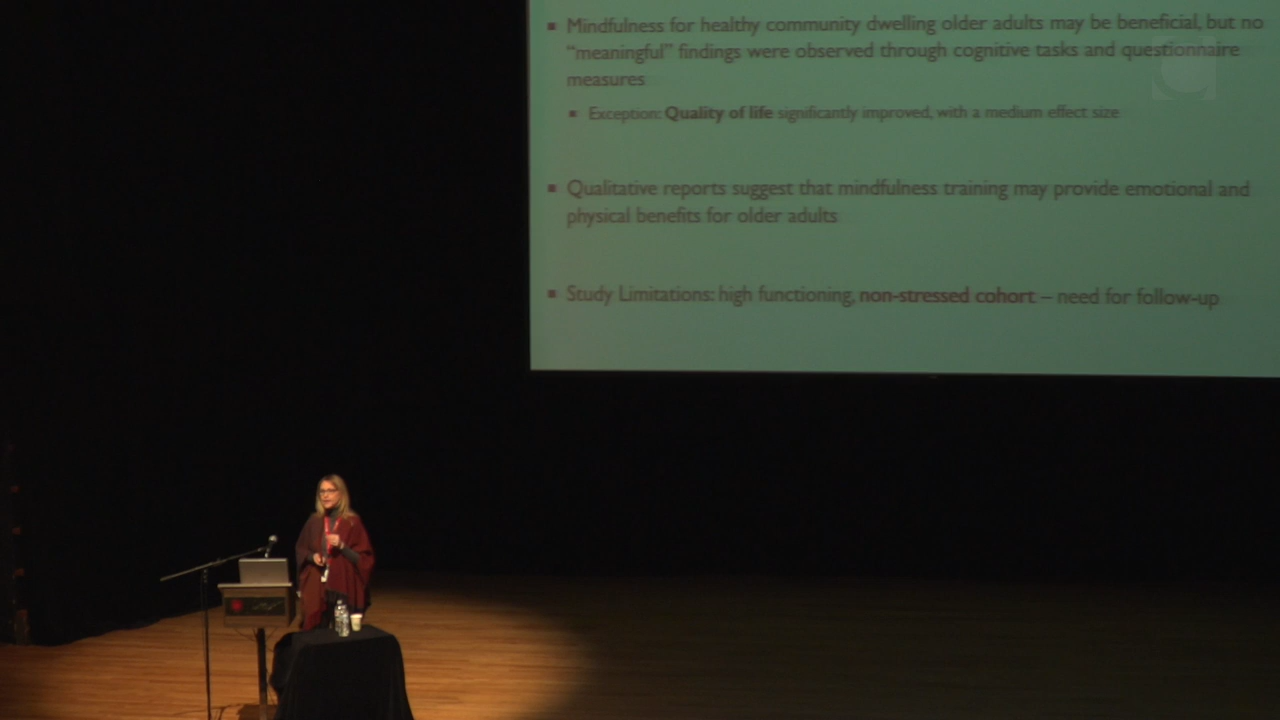 Mindfulness for healthy community dwelling older adults may be beneficial, but no
“meaningful” findings were observed through cognitive tasks and questionnaire
measures
Exception: Quality of life significantly improved, with a medium effect size
Qualitative reports suggest that mindfulness training may provide emotional and
physical benefits for older adults
Study Limitations: high functioning, non-stressed cohort – need for follow-up